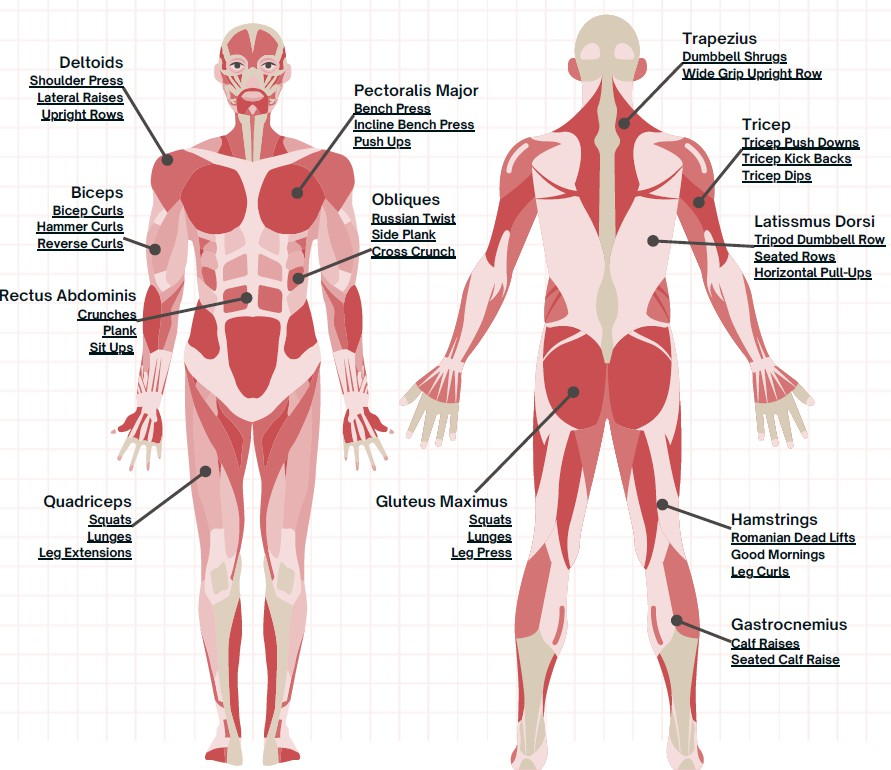 Deltoids
Shoulder Press
Lateral Raises
Upright Rows
Pectoralis Major
Bench Press
Incline Bench Press
Push Ups
Biceps
Bicep Curls
Hammer Curls
Reverse Curls
Obliques
Russian Twist
Side Plank
Cross Crunch
Rectus Abdominis
Crunches
Plank
Sit Ups
Quadriceps
Squats
Lunges
Leg Extensions
Trapezius
Dumbbell Shrugs
Wide Grip Upright Row
Tricep
Tricep Push Downs
Tricep Kick Backs
Tricep Dips
Latissmus Dorsi
Tripod Dumbbell Row
Seated Rows
Horizontal Pull-Ups
Gluteus Maximus
Squats
Lunges
Leg Press
Hamstrings
Romanian Dead Lifts
Good Mornings
Leg Curls
Gastrocnemius
Calf Raises
Seated Calf Raise